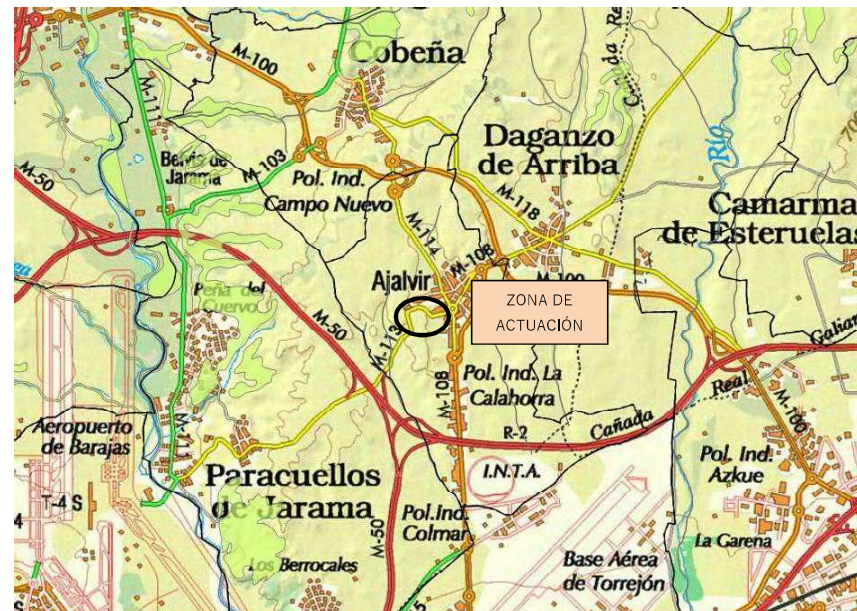 M-100
Cobeña
M-111
M-50
Belvis de
Jarama
M-103
Pol. Ind.
Campo Nuevo
Daganzo
de Arriba
Río
M-118
Camarma
de Esteruelas
M-114
M-108
M-100
Ajalvir
Peña del
Cuervo
M-50
M-113
ZONA DE
ACTUACIÓN
Galiana
M-108
Pol. Ind. La
Calahorra
Real
Cañada
R-2
M-100
Aeropuerto
de Barajas
M-111
I.N.T.A.
Pol. Ind.
Azkue
Paracuellos
de Jarama
T-4 S
M-50
Pol.Ind.
Colmar
La Garena
Los Berrocales
Base Aérea
de Torrejón